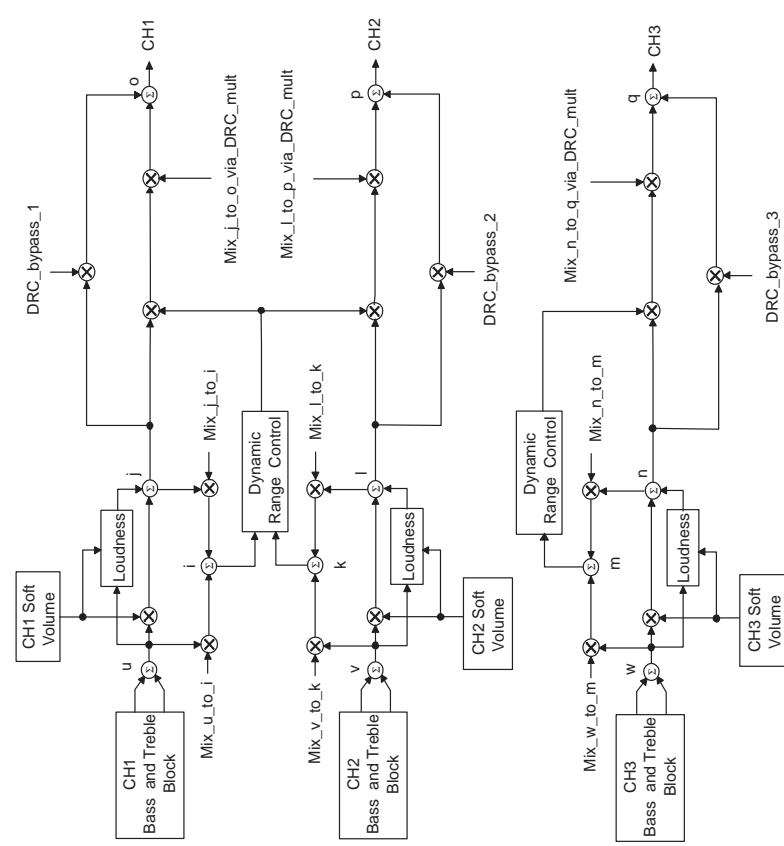 CH1
Bass and Treble
Block
u
CH1 Soft
Volume
Loudness
j
DRC_bypass_1
o
CH1
Mix_u_to_i
i
Mix_j_to_i
Mix_j_to_o_via_DRC_mult
Σ
Σ
Σ
Σ
Dynamic
Range Control
Mix_v_to_k
k
Mix_l_to_k
Mix_l_to_p_via_DRC_mult
CH2
Bass and Treble
Block
v
CH2 Soft
Volume
Loudness
l
DRC_bypass_2
p
CH2
Σ
Σ
Σ
Σ
Dynamic
Range Control
Mix_w_to_m
m
Mix_n_to_m
Mix_n_to_q_via_DRC_mult
CH3
Bass and Treble
Block
w
CH3 Soft
Volume
Loudness
n
DRC_bypass_3
q
CH3
Σ
Σ
Σ
Σ